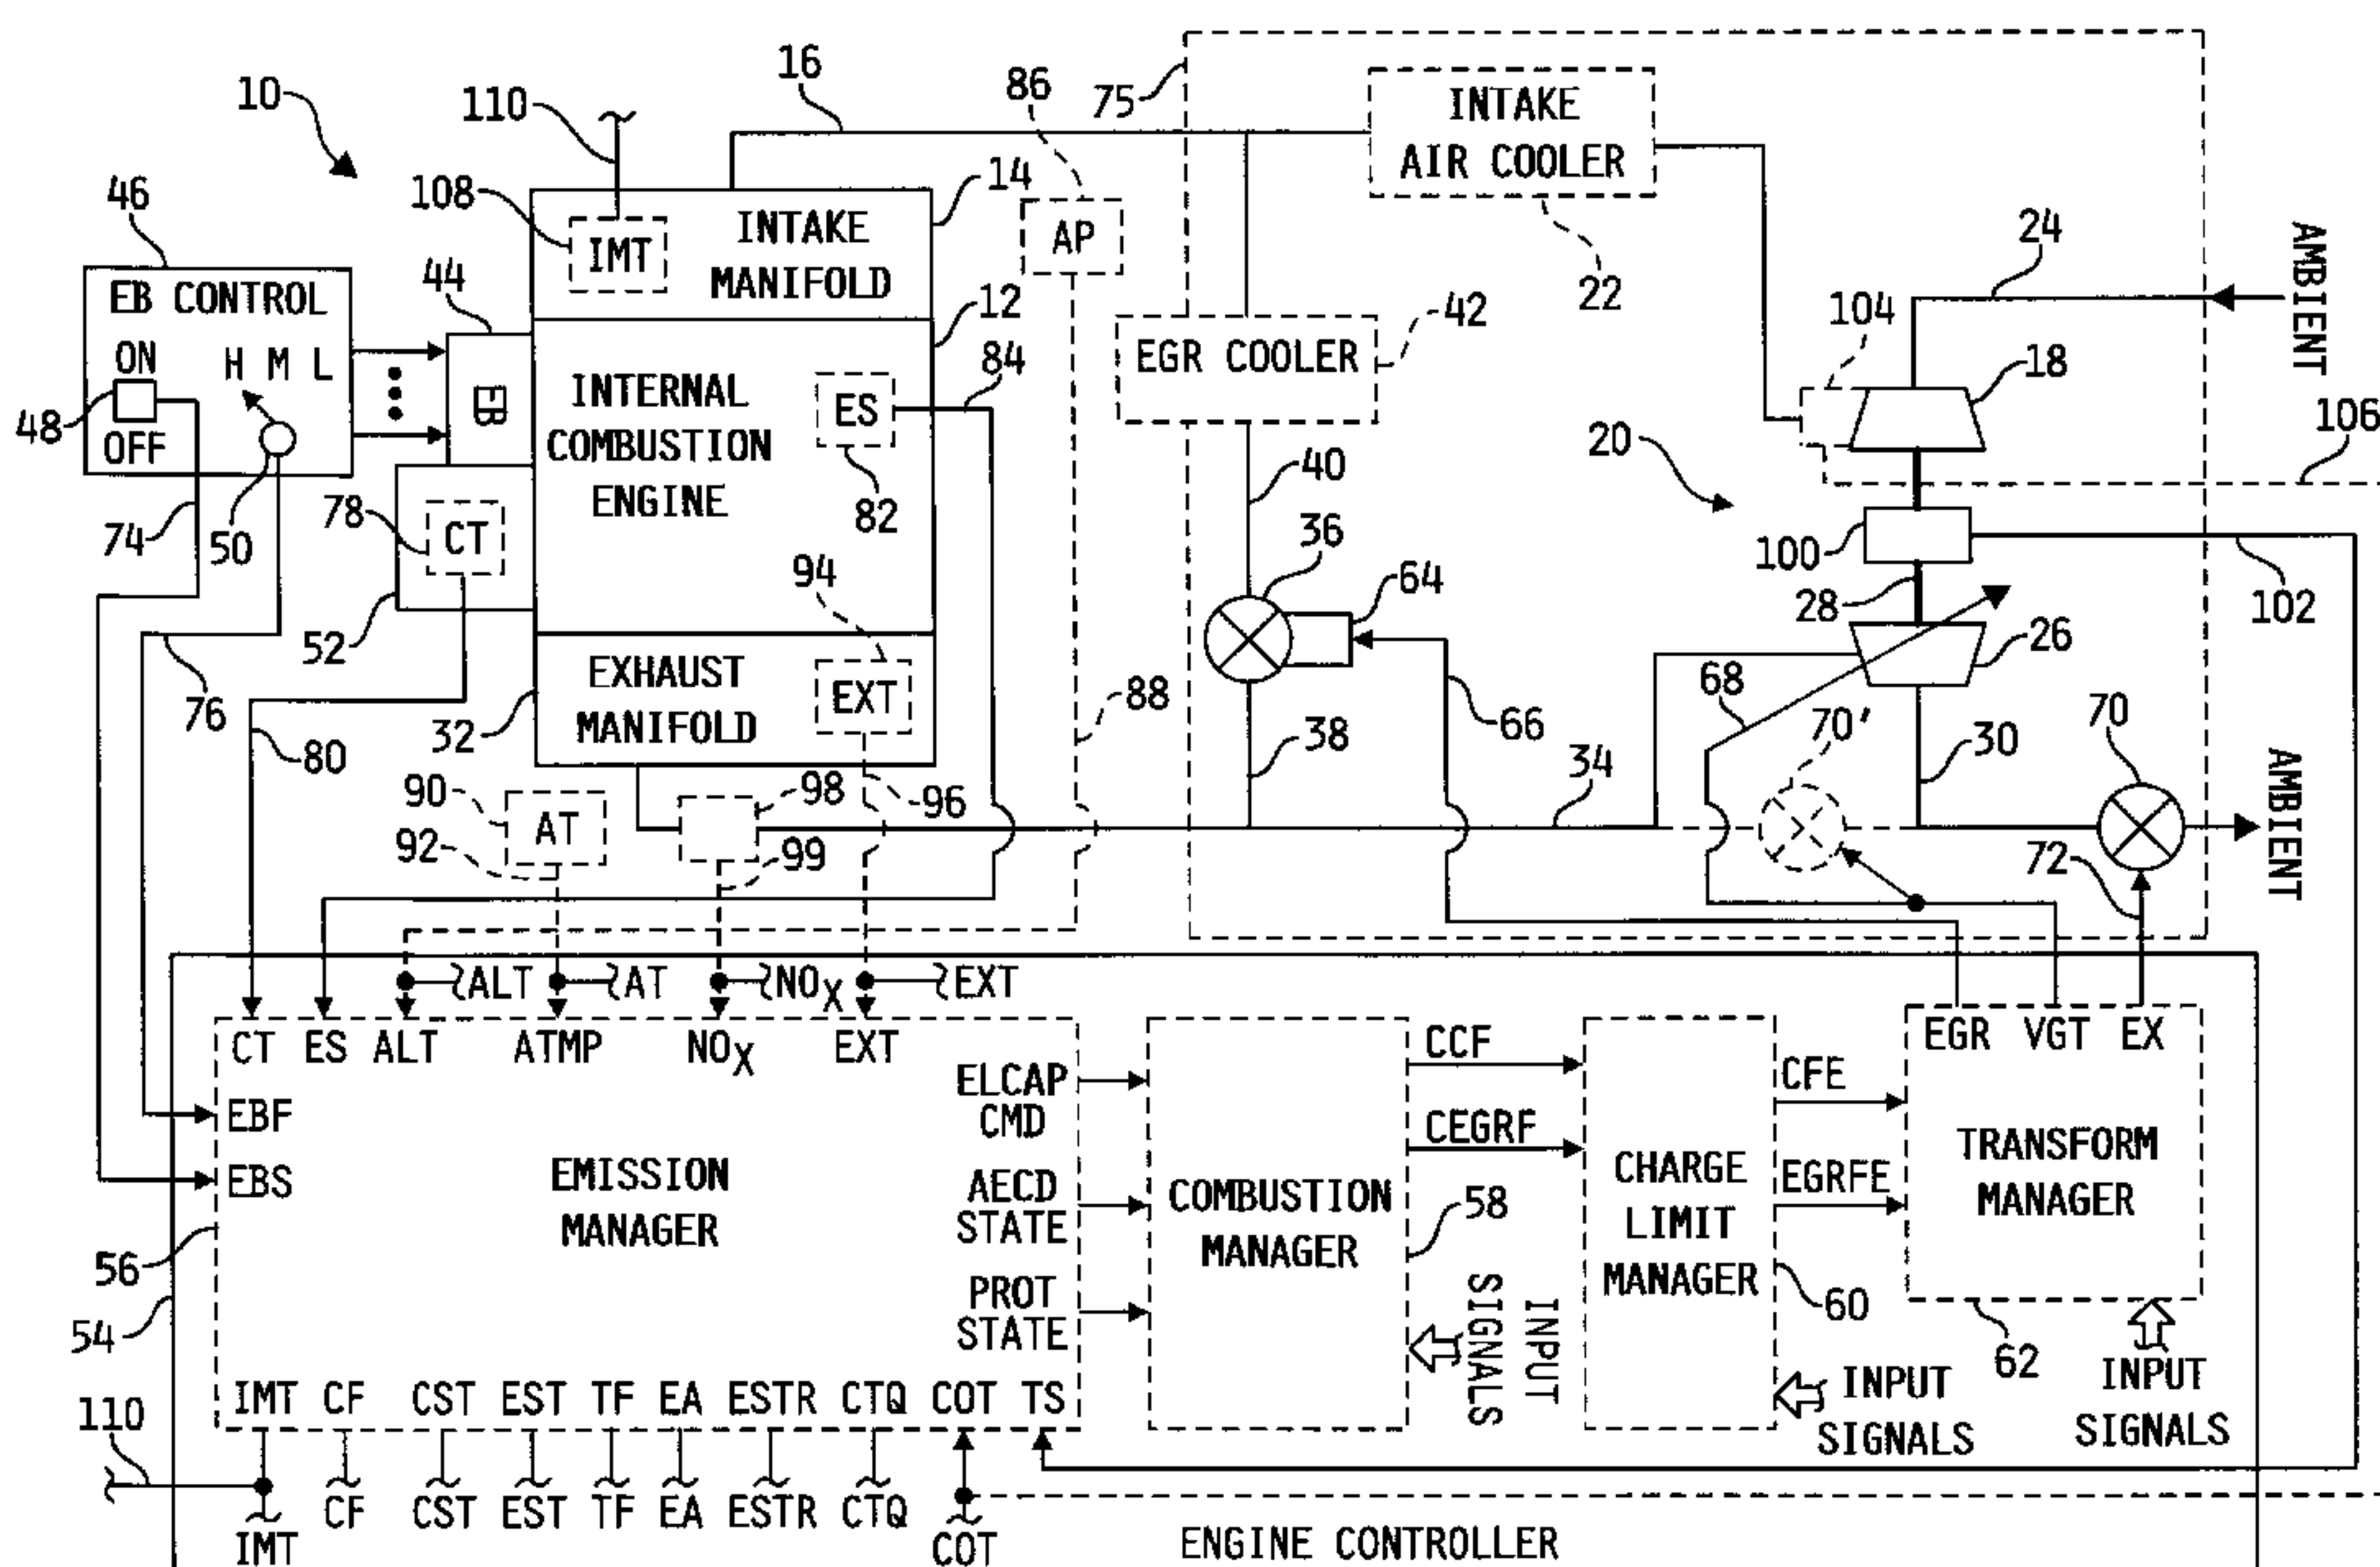 10
110
16
86
75
INTAKE
AIR COOLER
22
46
108
IMT
INTAKE
MANIFOLD
14
AP
24
AMBIENT
EB CONTROL
ON
OFF
H M L
48
44
EB
12
84
EGR COOLER
42
104
18
106
INTERNAL
COMBUSTION
ENGINE
ES
82
20
40
74
50
78
CT
52
36
64
100
28
102
26
94
EXHAUST
MANIFOLD
EXT
32
76
80
88
38
66
68
70'
30
70
AMBIENT
34
90
AT
92
98
99
96
72
ALT
AT
NOX
EXT
CT ES ALT ATMP NOX EXT
EBF
EBS
EMISSION
MANAGER
ELCAP
CMD
AECD
STATE
PROT
STATE
56
54
COMBUSTION
MANAGER
58
INPUT
SIGNALS
CCF
CEGRF
CHARGE
LIMIT
MANAGER
60
INPUT
SIGNALS
CFE
EGRFE
EGR VGT EX
TRANSFORM
MANAGER
62
INPUT
SIGNALS
IMT CF CST EST TF EA ESTR CTQ COT TS
110
IMT CF CST EST TF EA ESTR CTQ COT
ENGINE CONTROLLER